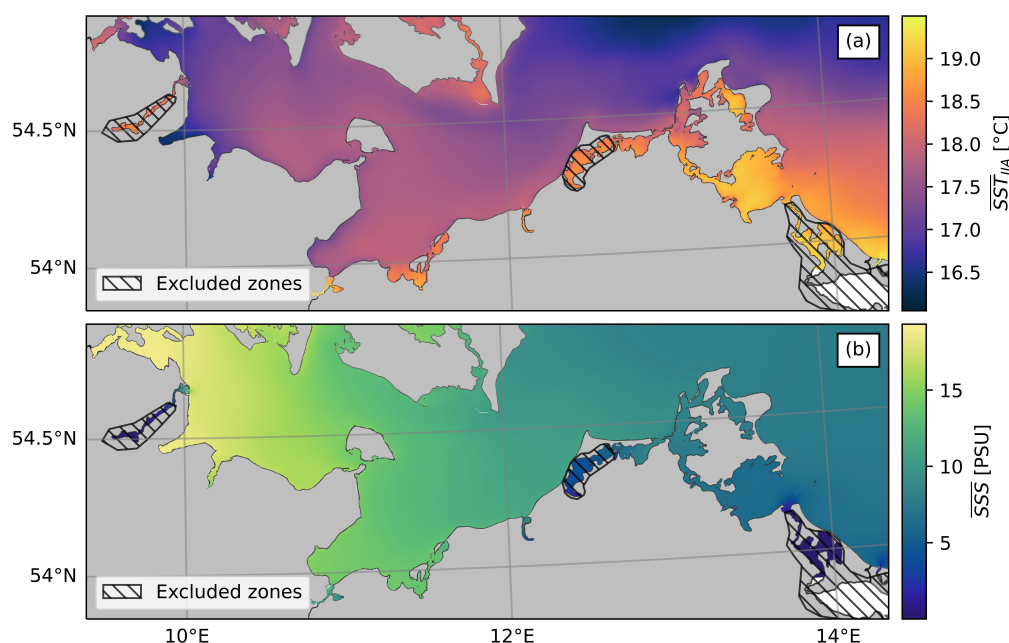 (a)
54.5°N
54°N
Excluded zones
19.0
18.5
18.0
17.5
17.0
16.5
SST_JJA [°C]
(b)
54.5°N
54°N
Excluded zones
15
10
5
SSS [PSU]
10°E
12°E
14°E